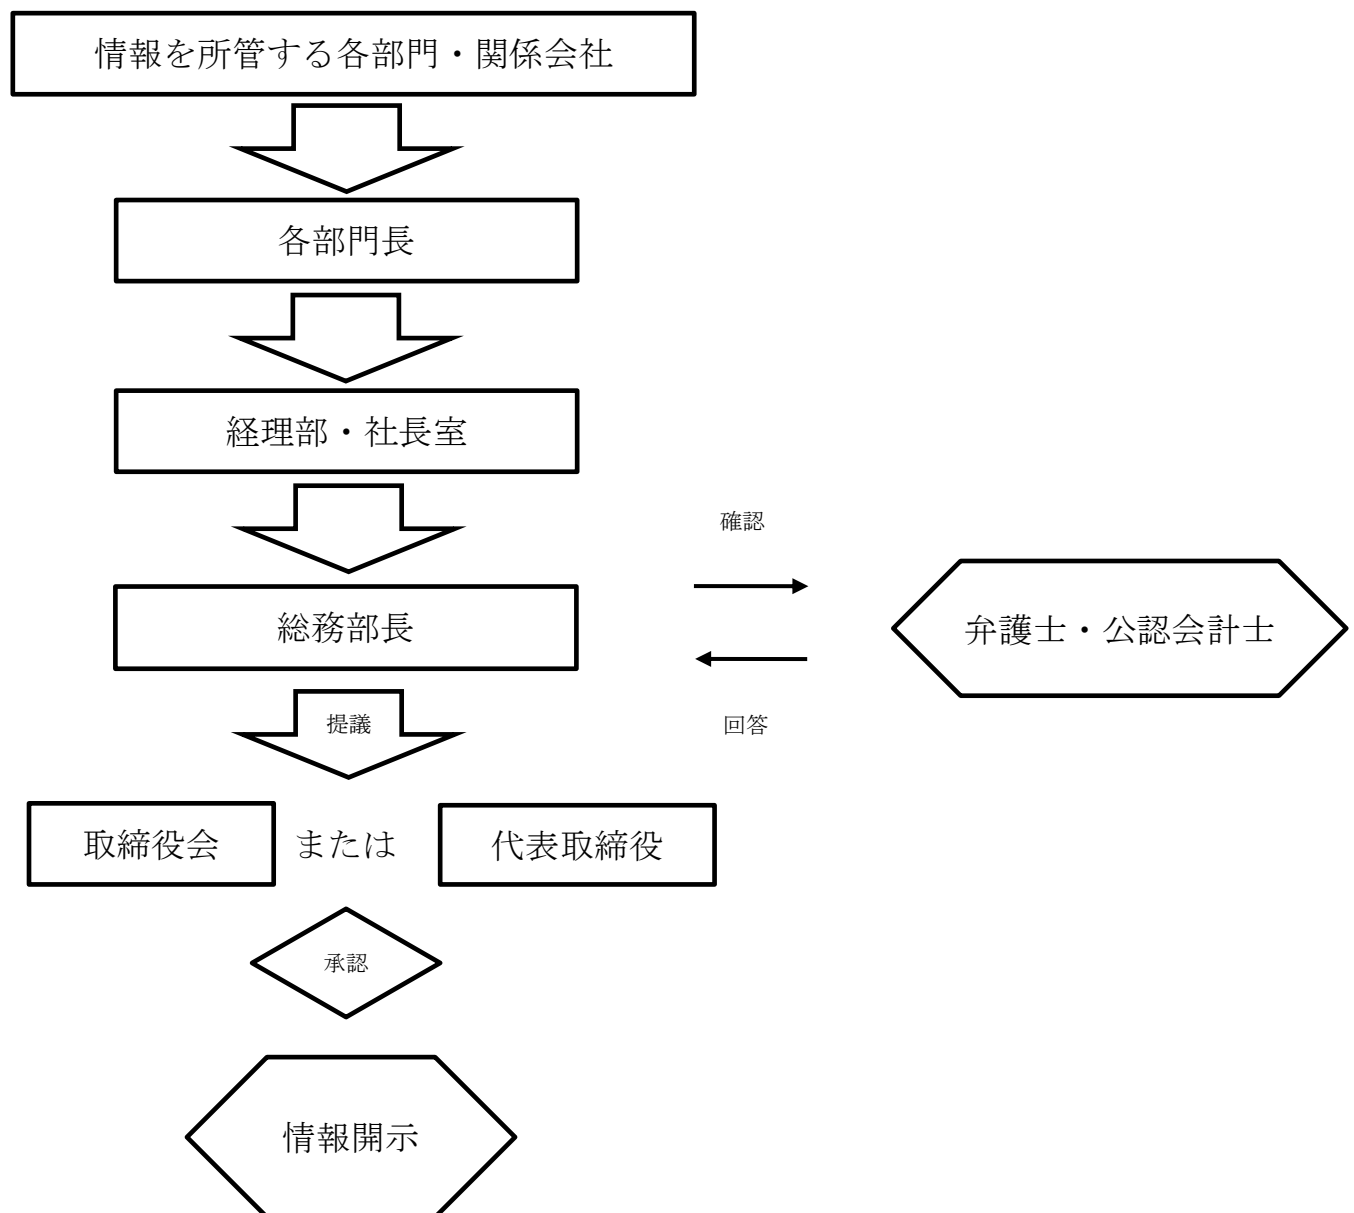 情報を所管する各部門・関係会社
各部門長
経理部・社長室
確認
総務部長
弁護士・公認会計士
回答
提議
取締役会 または 代表取締役
承認
情報開示